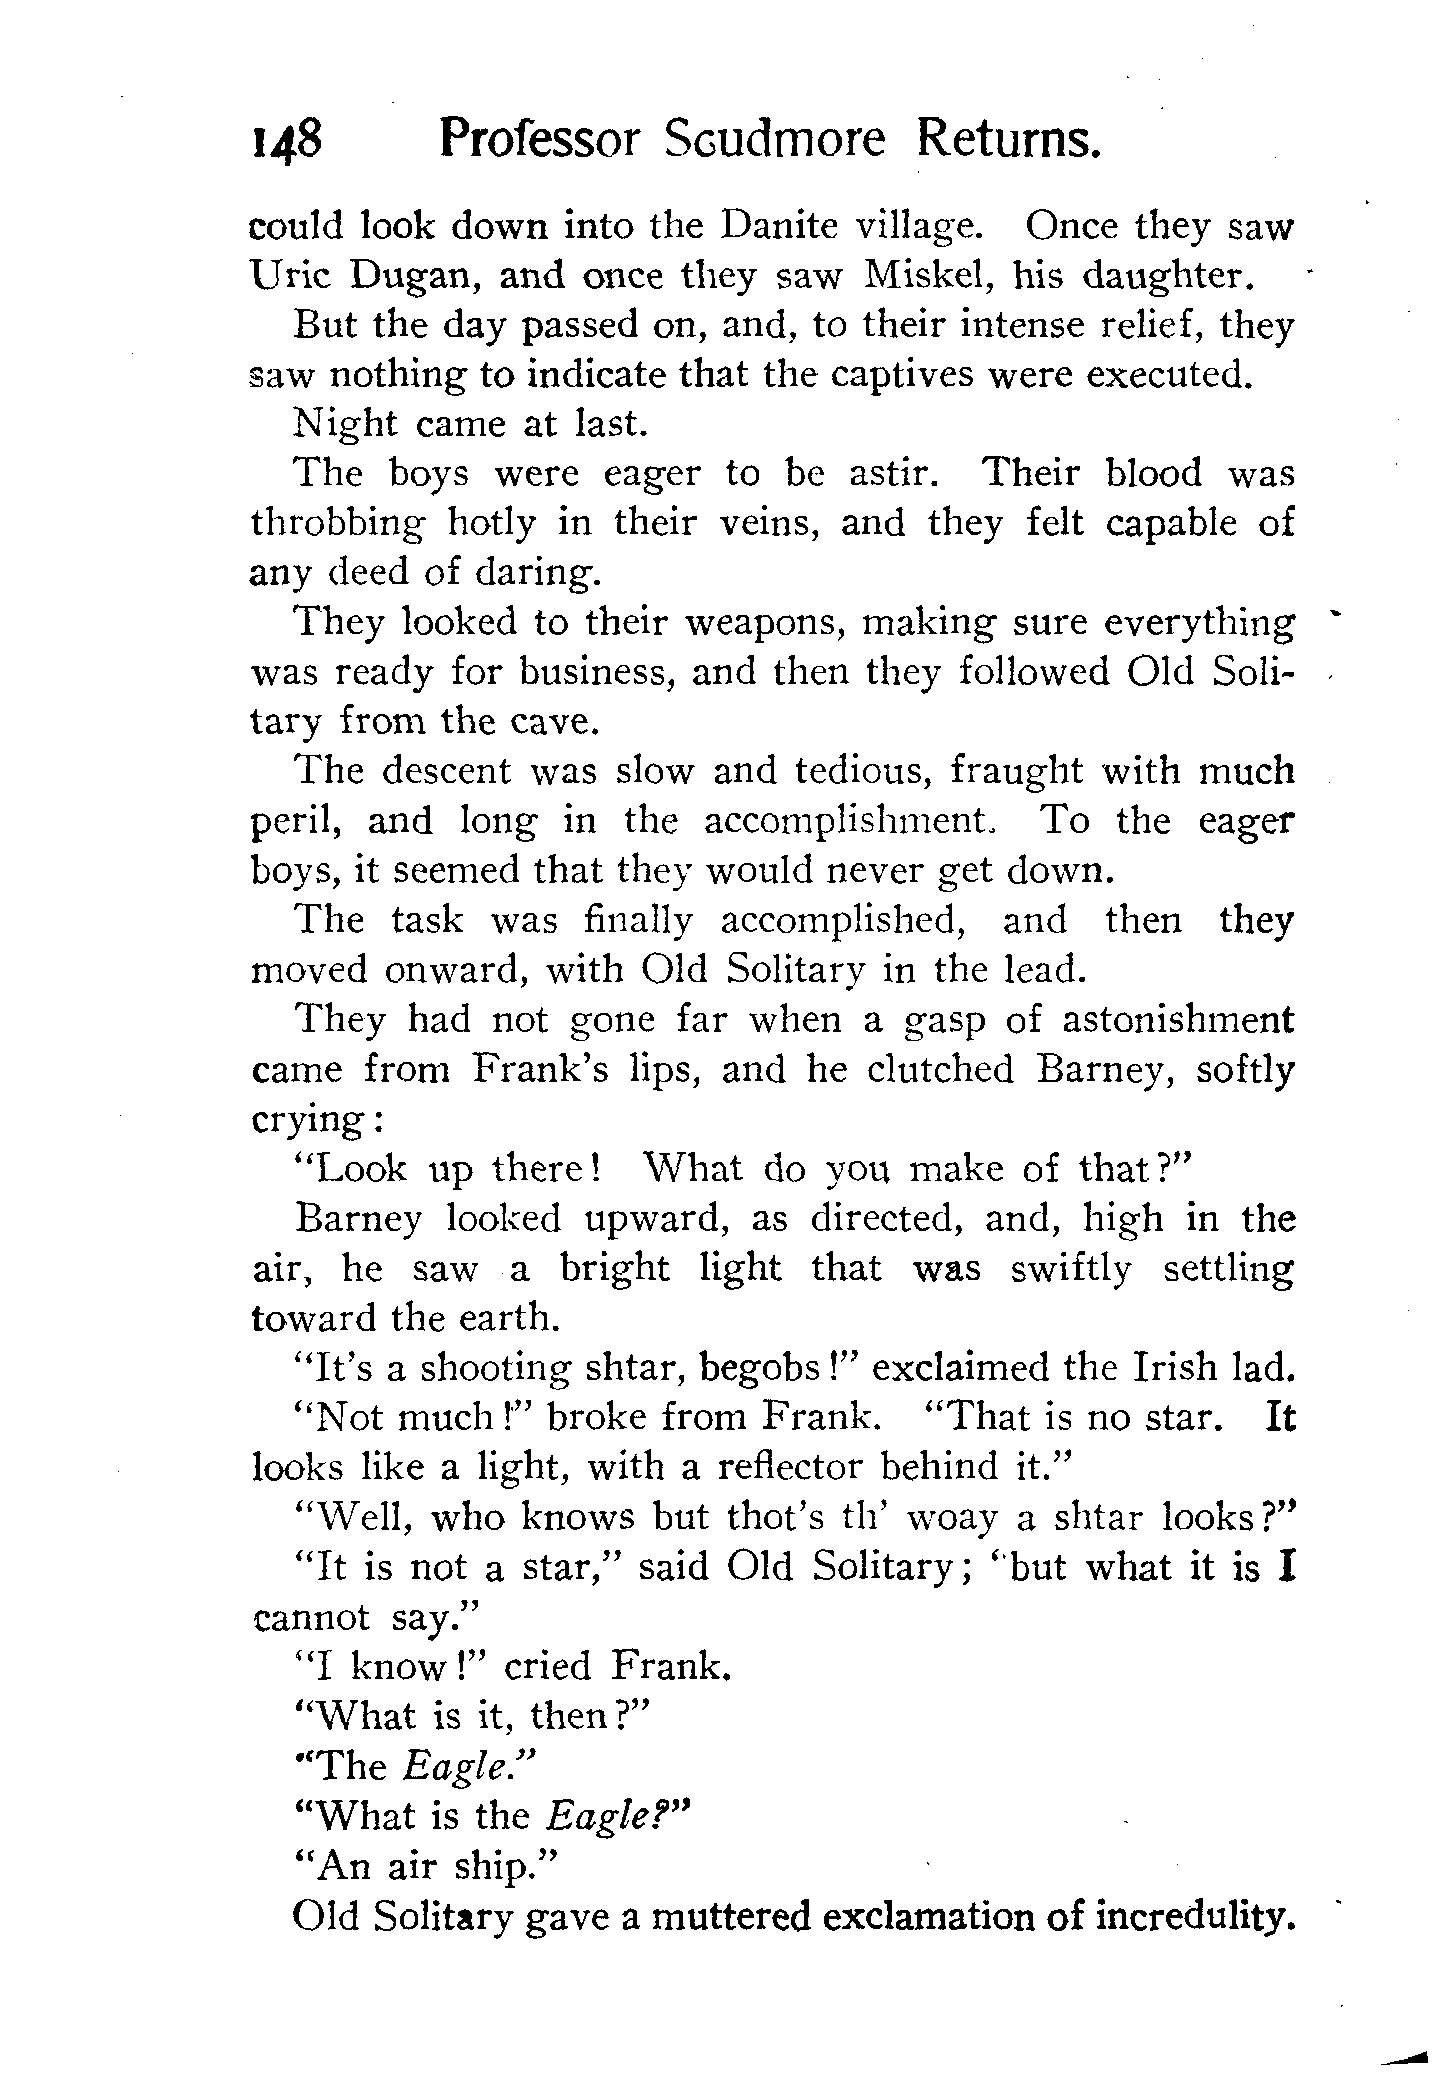 148 Professor Scudmore Returns.
could look down into the Danite village. Once they saw
Uric Dugan, and once they saw Miskel, his daughter.
But the day passed on, and, to their intense relief, they
saw nothing to indicate that the captives were executed.
Night came at last.
The boys were eager to be astir. Their blood was
throbbing hotly in their veins, and they felt capable of
any deed of daring.
They looked to their weapons, making sure everything
was ready for business, and then they followed Old Soli-
tary from the cave.
The descent was slow and tedious, fraught with much
peril, and long in the accomplishment. To the eager
boys, it seemed that they would never get down.
The task was finally accomplished, and then they
moved onward, with Old Solitary in the lead.
They had not gone far when a gasp of astonishment
came from Frank's lips, and he clutched Barney, softly
crying:
"Look up there! What do you make of that?"
Barney looked upward, as directed, and, high in the
air, he saw a bright light that was swiftly settling
toward the earth.
"It's a shooting shtar, begobs!" exclaimed the Irish lad.
"Not much!" broke from Frank. "That is no star. It
looks like a light, with a reflector behind it."
"Well, who knows but thot's th' woay a shtar looks?"
"It is not a star," said Old Solitary; "but what it is I
cannot say."
"I know!" cried Frank.
"What is it, then?"
"The Eagle."
"What is the Eagle?"
"An air ship."
Old Solitary gave a muttered exclamation of incredulity.